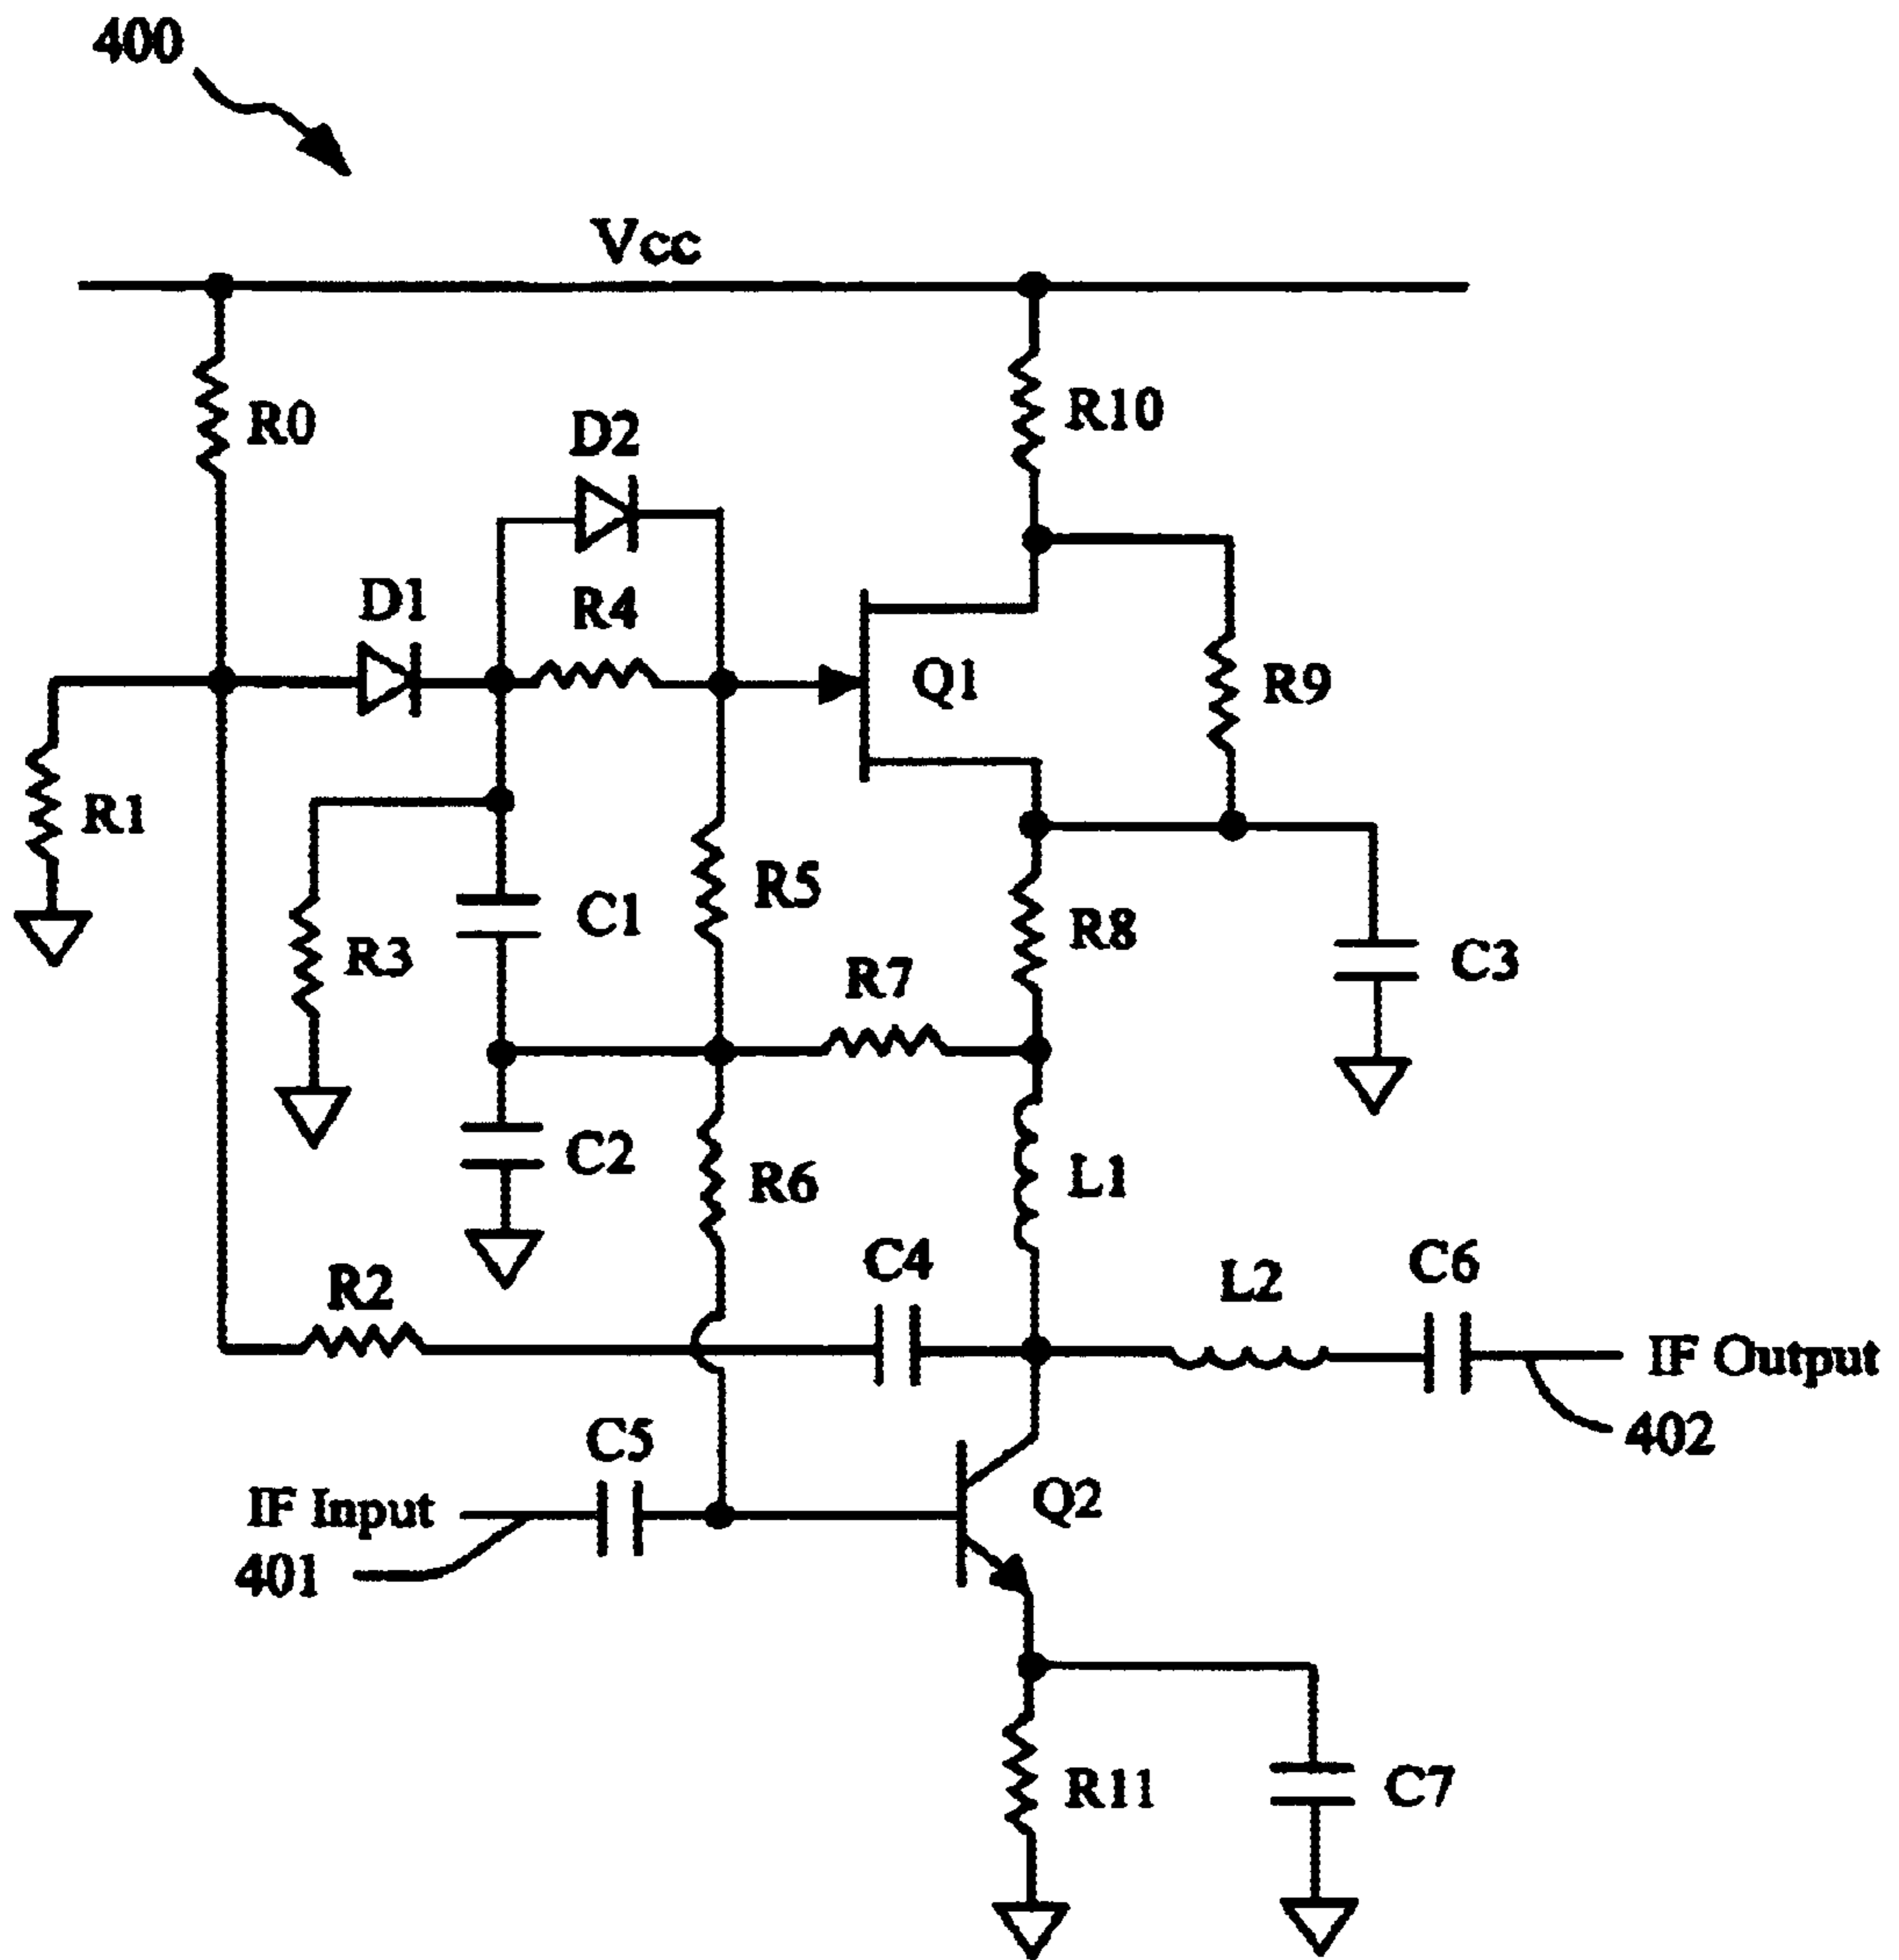 400
Vcc
R0
R10
D2
D1
R4
Q1
R9
R1
R5
C1
R8
R3
C3
R7
C2
R6
L1
C4
C6
L2
R2
IF Output
402
C5
Q2
IF Input
401
R11
C7